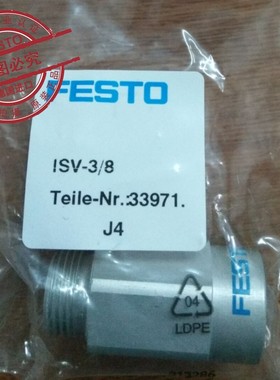 FESTO
ISV-3/8
Teile-Nr.:33971.
J4
FESTO
04
LDPE